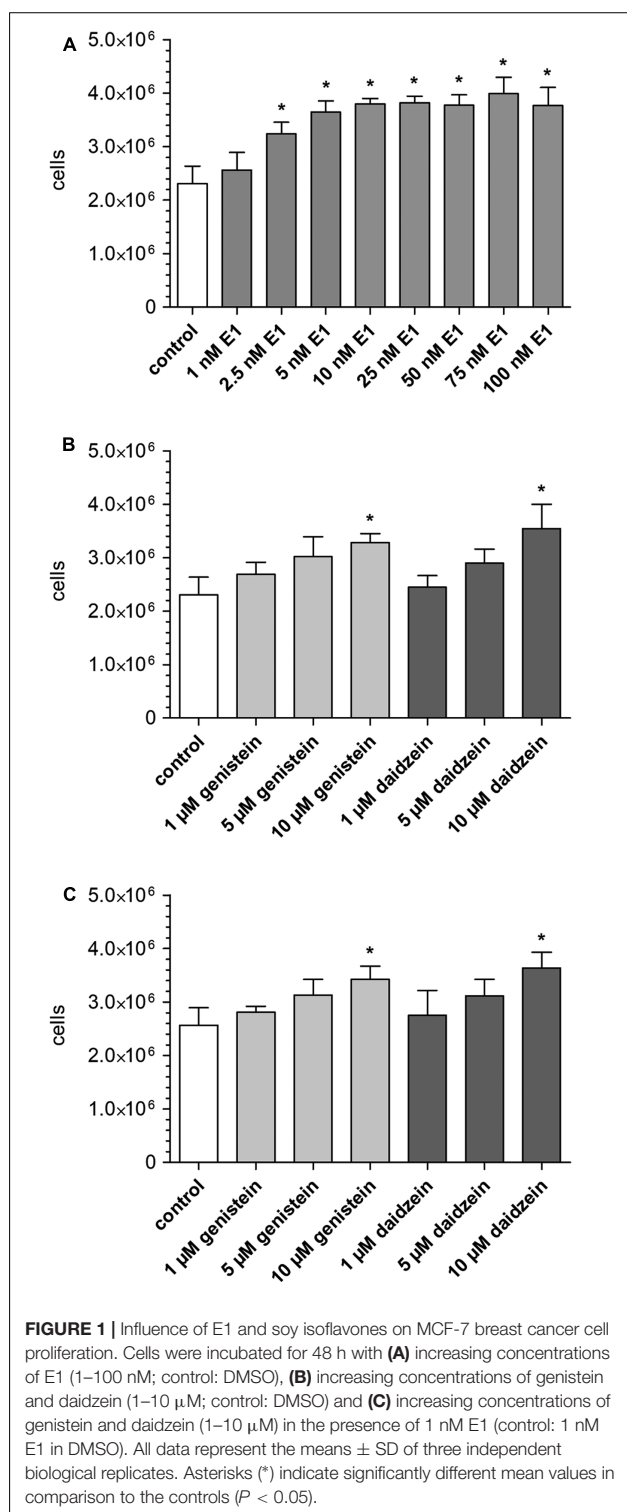 A
5.0×10⁶
4.0×10⁶
3.0×10⁶
2.0×10⁶
1.0×10⁶
0
cells
* * * * * * *
control
1 nM E1
2.5 nM E1
5 nM E1
10 nM E1
25 nM E1
50 nM E1
75 nM E1
100 nM E1
B
5.0×10⁶
4.0×10⁶
3.0×10⁶
2.0×10⁶
1.0×10⁶
0
cells
* *
control
1 µM genistein
5 µM genistein
10 µM genistein
1 µM daidzein
5 µM daidzein
10 µM daidzein
C
5.0×10⁶
4.0×10⁶
3.0×10⁶
2.0×10⁶
1.0×10⁶
0
cells
* *
control
1 µM genistein
5 µM genistein
10 µM genistein
1 µM daidzein
5 µM daidzein
10 µM daidzein
FIGURE 1 | Influence of E1 and soy isoflavones on MCF-7 breast cancer cell
proliferation. Cells were incubated for 48 h with (A) increasing concentrations
of E1 (1–100 nM; control: DMSO), (B) increasing concentrations of genistein
and daidzein (1–10 µM; control: DMSO) and (C) increasing concentrations of
genistein and daidzein (1–10 µM) in the presence of 1 nM E1 (control: 1 nM
E1 in DMSO). All data represent the means ± SD of three independent
biological replicates. Asterisks (*) indicate significantly different mean values in
comparison to the controls (P < 0.05).